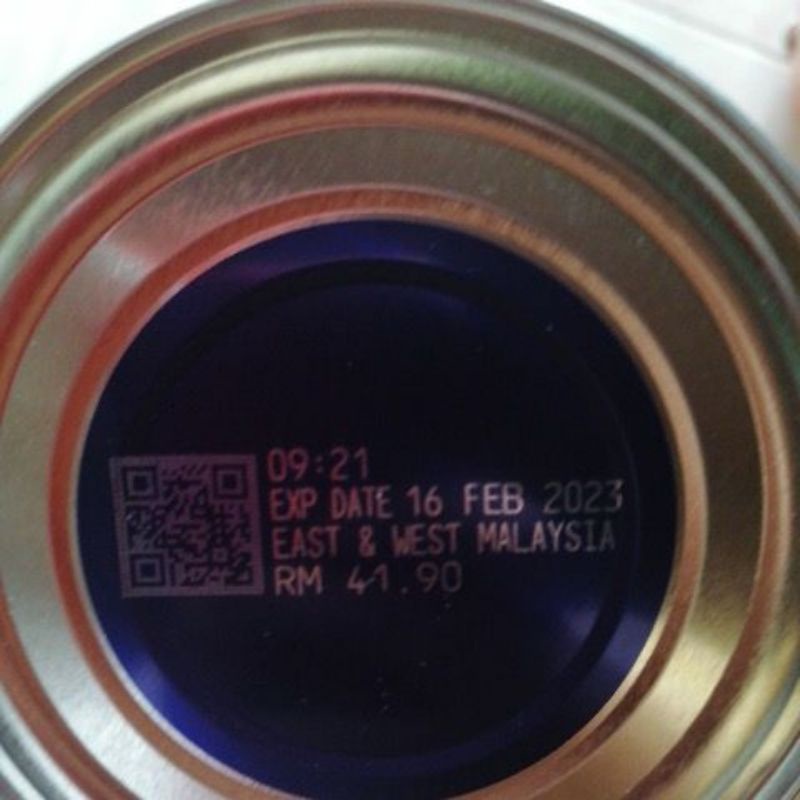 09:21
EXP DATE 16 FEB 2023
EAST & WEST MALAYSIA
RM 41.90